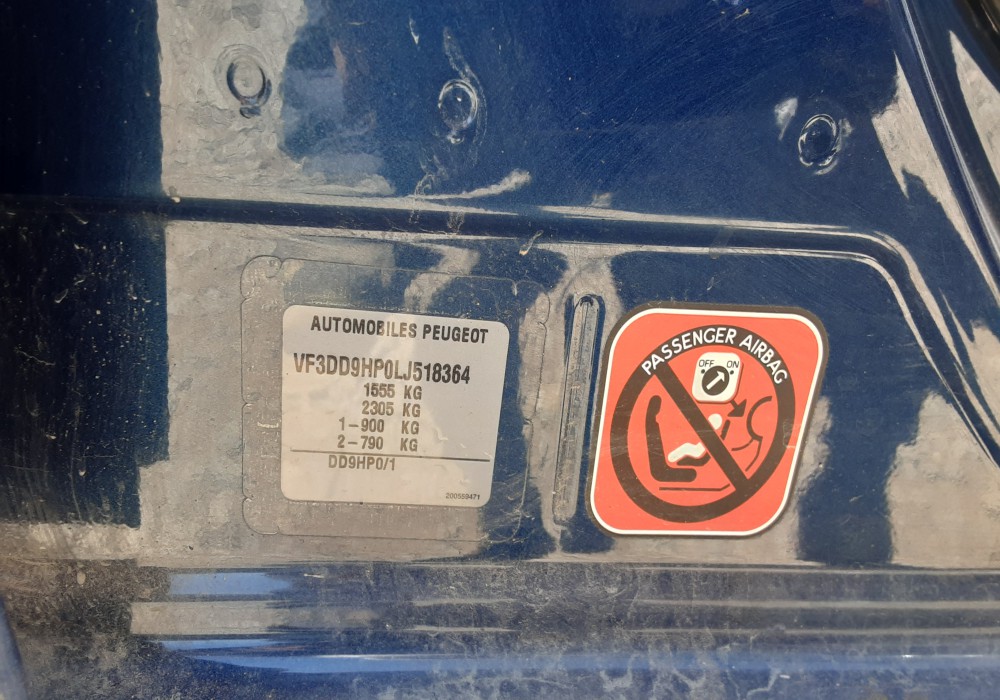 AUTOMOBILES PEUGEOT
VF3DD9HP0LJ518364
1555 KG
2305 KG
1-900 KG
2-790 KG
DD9HP0/1
200559471
PASSENGER AIRBAG
OFF ON